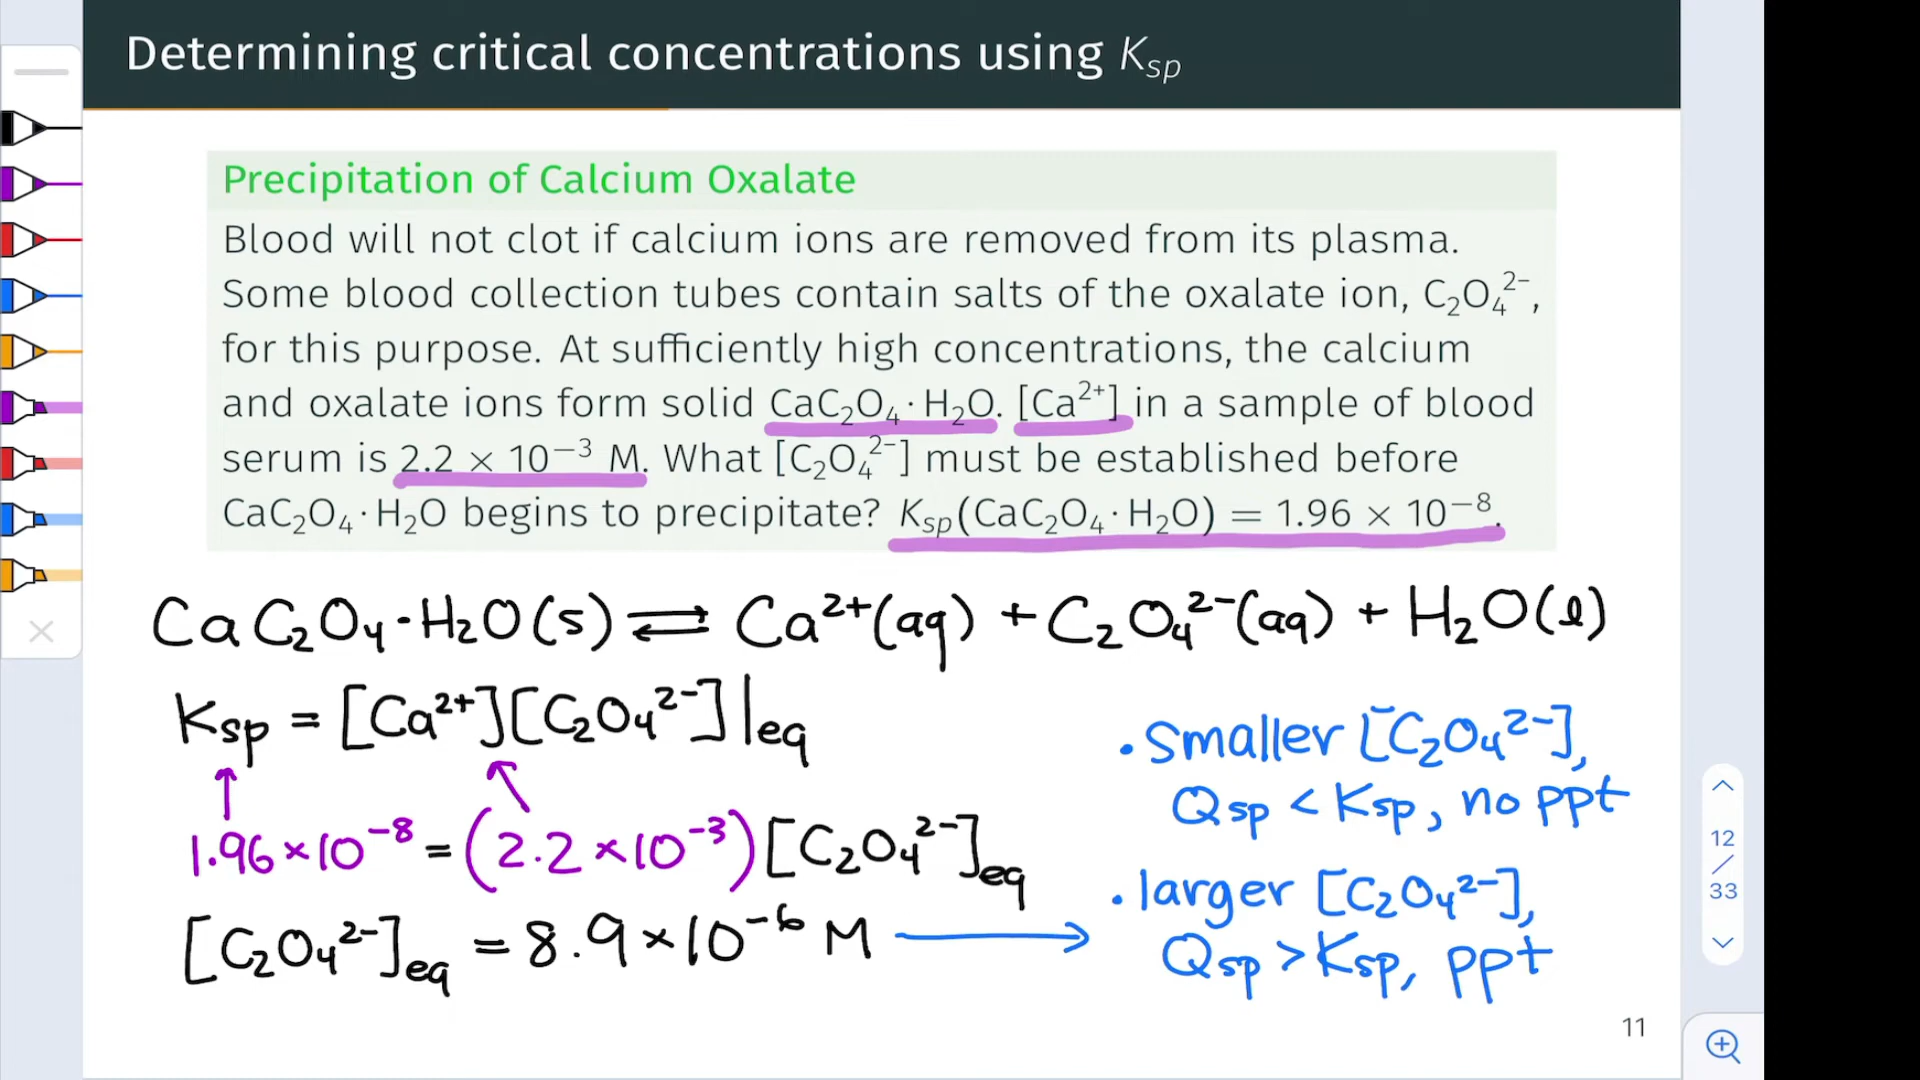 Determining critical concentrations using Kₛₚ
Precipitation of Calcium Oxalate
Blood will not clot if calcium ions are removed from its plasma.
Some blood collection tubes contain salts of the oxalate ion, C₂O₄²⁻,
for this purpose. At sufficiently high concentrations, the calcium
and oxalate ions form solid CaC₂O₄·H₂O. [Ca²⁺] in a sample of blood
serum is 2.2 × 10⁻³ M. What [C₂O₄²⁻] must be established before
CaC₂O₄·H₂O begins to precipitate? Kₛₚ(CaC₂O₄·H₂O) = 1.96 × 10⁻⁸.
CaC₂O₄·H₂O(s) ⇌ Ca²⁺(aq) + C₂O₄²⁻(aq) + H₂O(l)
Ksp = [Ca²⁺][C₂O₄²⁻]|eq
1.96×10⁻⁸ = (2.2×10⁻³)[C₂O₄²⁻]eq
[C₂O₄²⁻]eq = 8.9×10⁻⁶ M
• smaller [C₂O₄²⁻],
Qsp < Ksp, no ppt
• larger [C₂O₄²⁻],
Qsp > Ksp, ppt
12
/
33
11